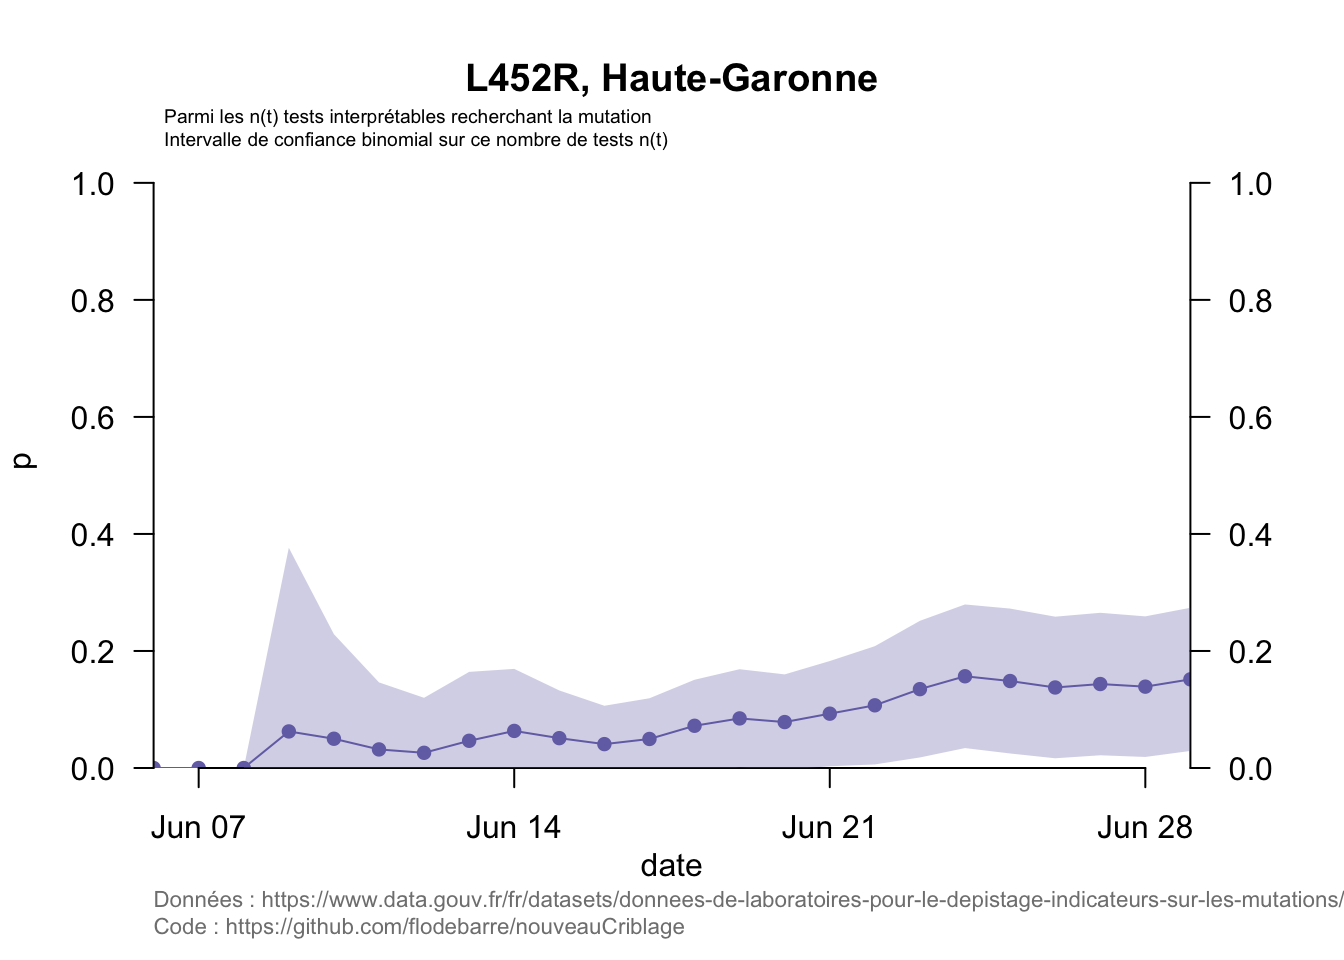 L452R, Haute-Garonne
Parmi les n(t) tests interprétables recherchant la mutation
Intervalle de confiance binomial sur ce nombre de tests n(t)
1.0
0.8
0.6
0.4
0.2
0.0
p
1.0
0.8
0.6
0.4
0.2
0.0
Jun 07 Jun 14 Jun 21 Jun 28
date
Données : https://www.data.gouv.fr/fr/datasets/donnees-de-laboratoires-pour-le-depistage-indicateurs-sur-les-mutations/
Code : https://github.com/flodebarre/nouveauCriblage